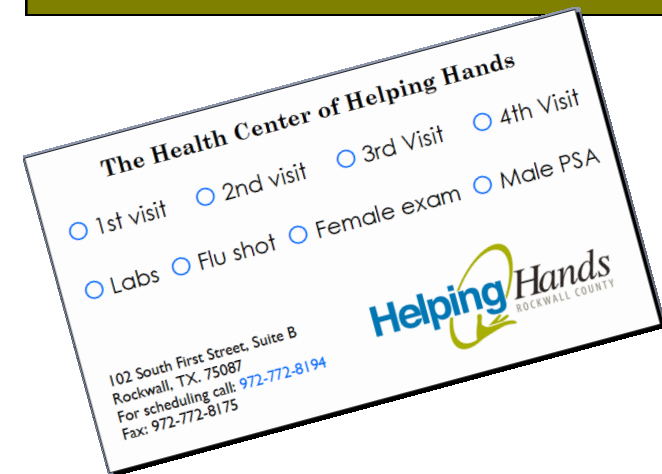 The Health Center of Helping Hands
1st visit 2nd visit 3rd Visit 4th Visit
Labs Flu shot Female exam Male PSA
Helping Hands
ROCKWALL COUNTY
102 South First Street, Suite B
Rockwall, TX. 75087
For scheduling call: 972-772-8194
Fax: 972-772-8175